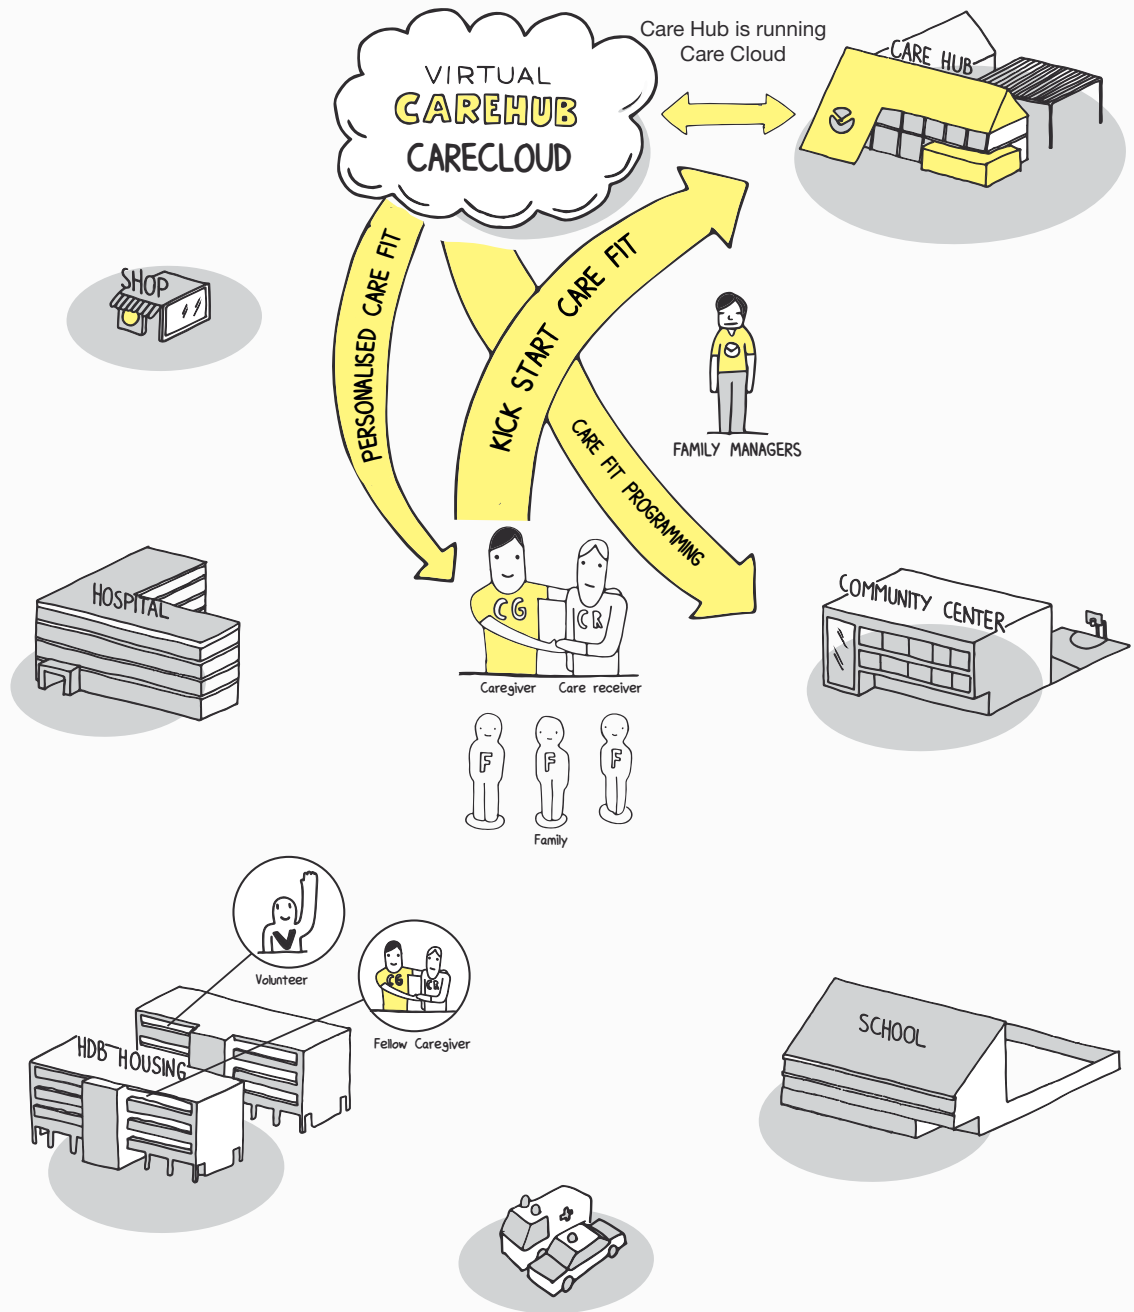 Care Hub is running
Care Cloud
VIRTUAL
CAREHUB
CARECLOUD
CARE HUB
SHOP
PERSONALISED CARE FIT
KICK START CARE FIT
CARE FIT PROGRAMMING
FAMILY MANAGERS
HOSPITAL
CG
CR
Caregiver
Care receiver
COMMUNITY CENTER
F
F
F
Family
V
Volunteer
CG
CR
Fellow Caregiver
HDB HOUSING
SCHOOL